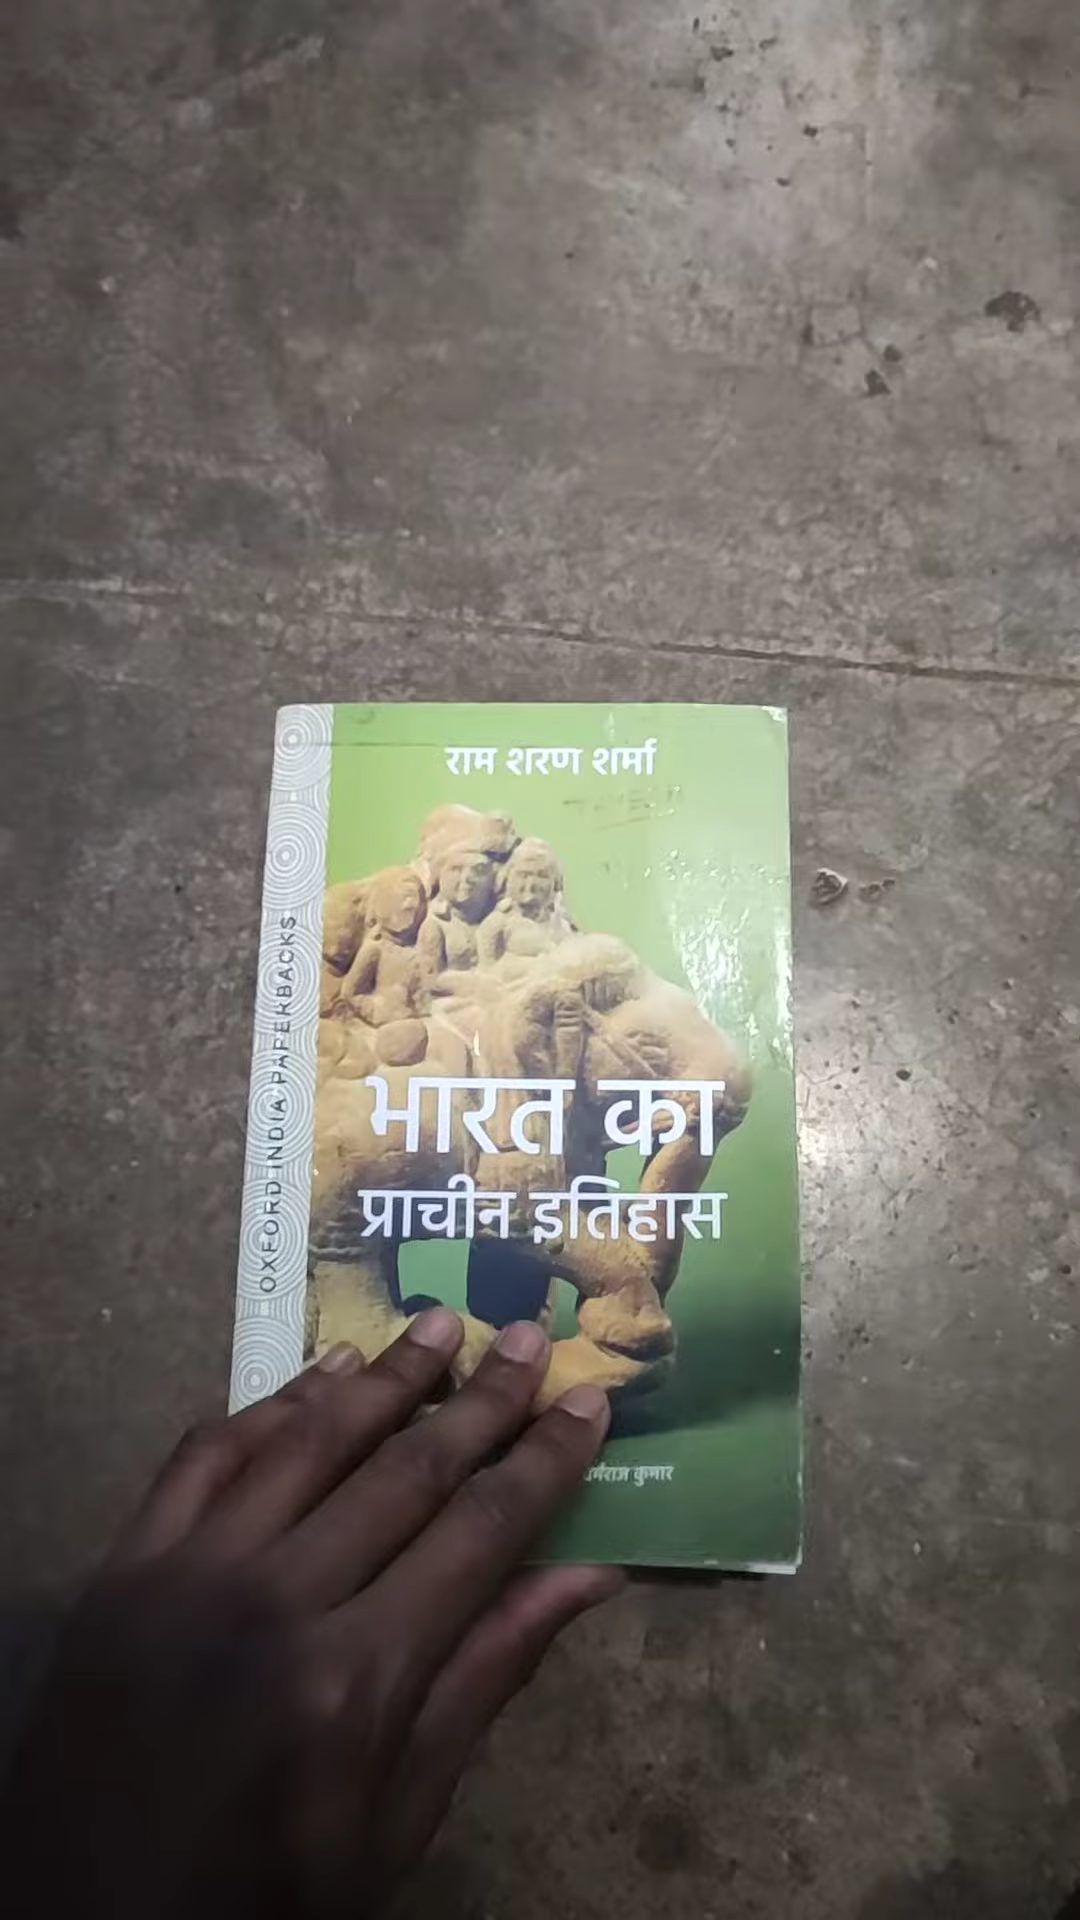 राम शरण शर्मा
भारत का
प्राचीन इतिहास
OXFORD INDIA PAPERBACKS
कुमार